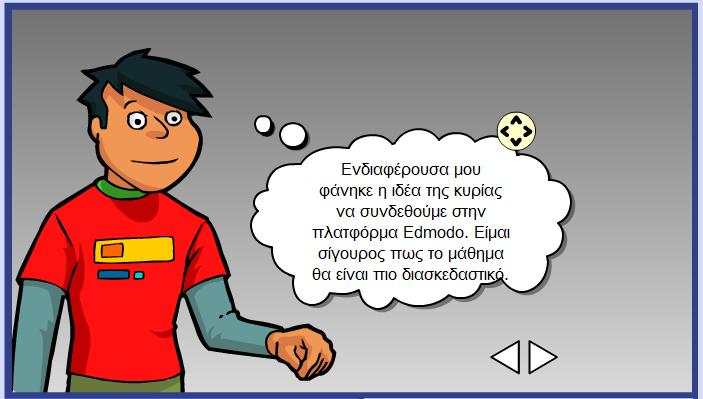 Ενδιαφέρουσα μου
φάνηκε η ιδέα της κυρίας
να συνδεθούμε στην
πλατφόρμα Edmodo. Είμαι
σίγουρος πως το μάθημα
θα είναι πιο διασκεδαστικό.